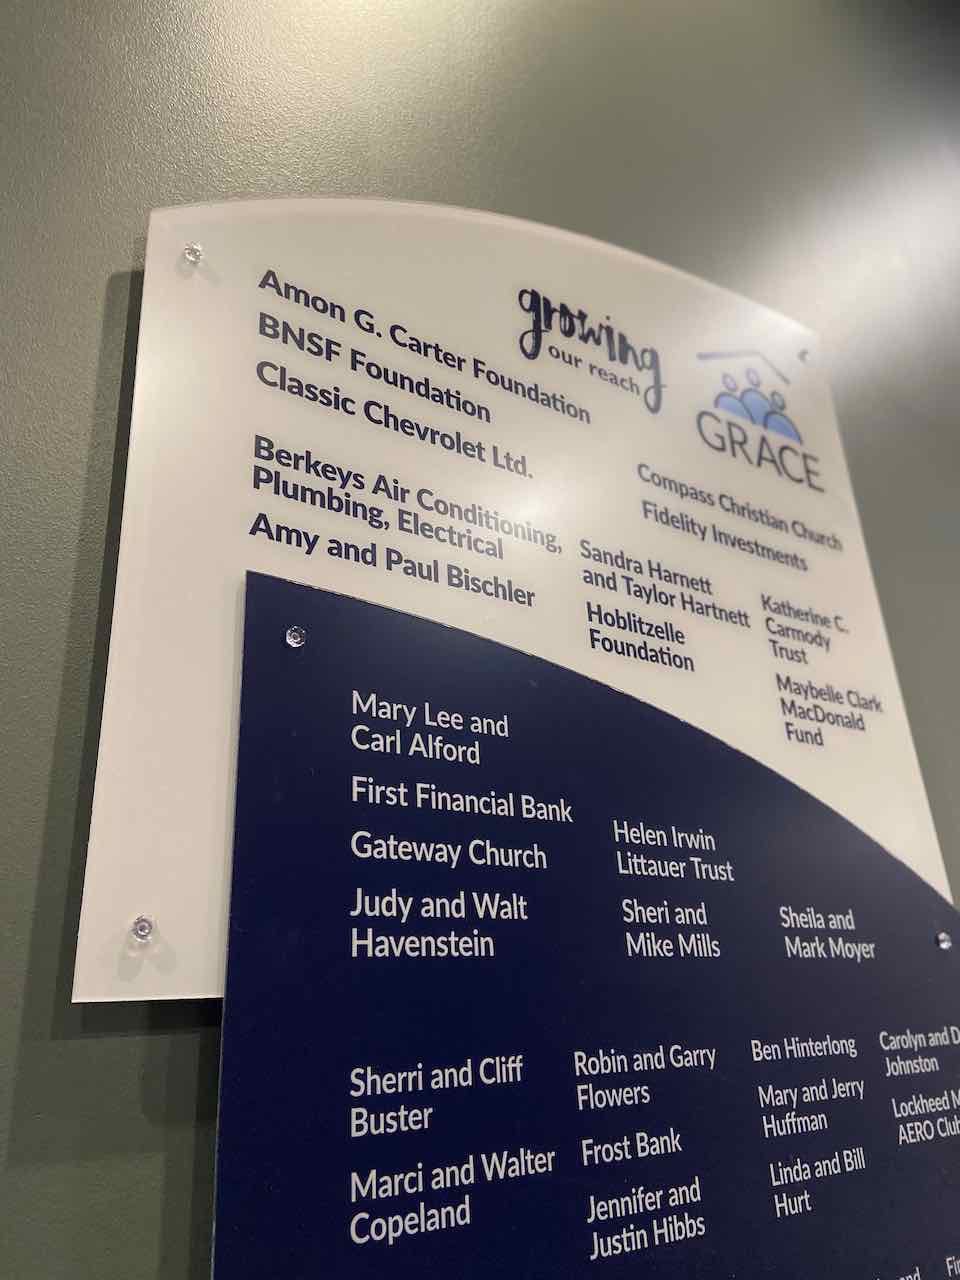 growing
our reach
GRACE
Amon G. Carter Foundation
BNSF Foundation
Classic Chevrolet Ltd.
Compass Christian Church
Fidelity Investments
Berkeys Air Conditioning,
Plumbing, Electrical
Amy and Paul Bischler
Sandra Harnett
and Taylor Hartnett
Hoblitzelle
Foundation
Katherine C.
Carmody
Trust
Maybelle Clark
MacDonald
Fund
Mary Lee and
Carl Alford
First Financial Bank
Gateway Church
Judy and Walt
Havenstein
Helen Irwin
Littauer Trust
Sheri and
Mike Mills
Sheila and
Mark Moyer
Sherri and Cliff
Buster
Marci and Walter
Copeland
Robin and Garry
Flowers
Frost Bank
Jennifer and
Justin Hibbs
Ben Hinterlong
Mary and Jerry
Huffman
Linda and Bill
Hurt
Carolyn and D
Johnston
Lockheed M
AERO Club